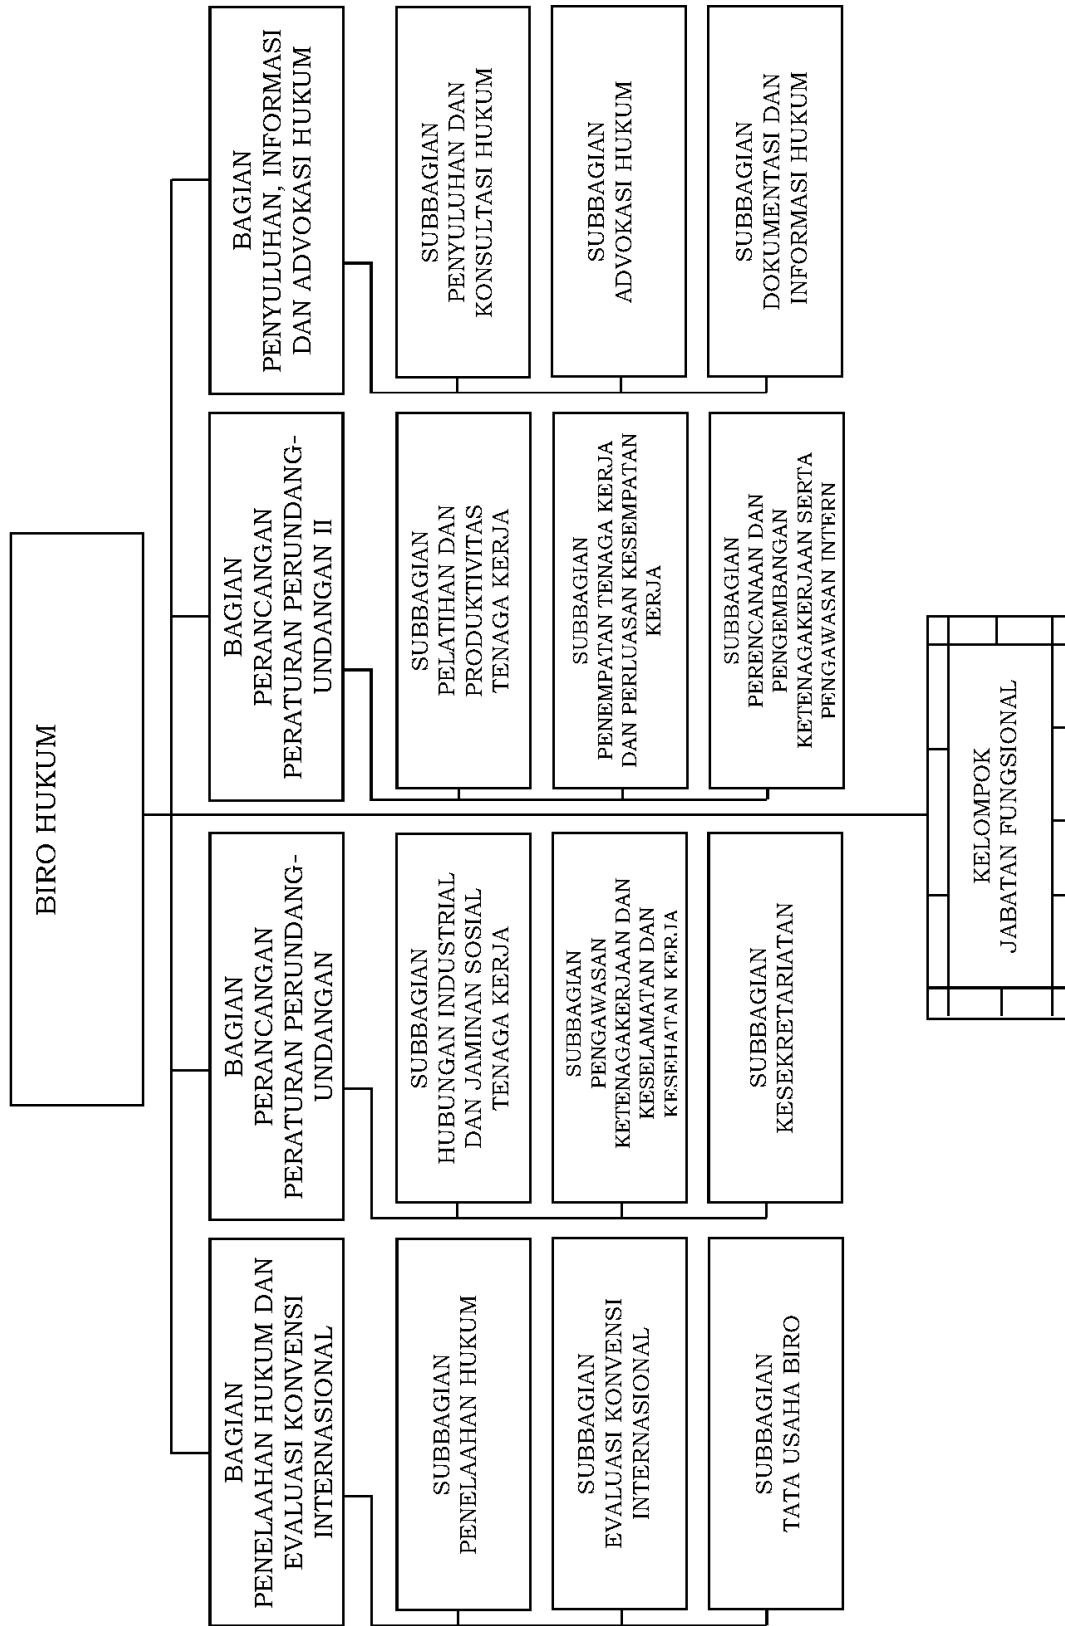 BIRO HUKUM
BAGIAN
PENELAAHAN HUKUM DAN
EVALUASI KONVENSI
INTERNASIONAL
BAGIAN
PERANCANGAN
PERATURAN PERUNDANG-
UNDANGAN
BAGIAN
PERANCANGAN
PERATURAN PERUNDANG-
UNDANGAN II
BAGIAN
PENYULUHAN, INFORMASI
DAN ADVOKASI HUKUM
SUBBAGIAN
PENELAAHAN HUKUM
SUBBAGIAN
HUBUNGAN INDUSTRIAL
DAN JAMINAN SOSIAL
TENAGA KERJA
SUBBAGIAN
PELATIHAN DAN
PRODUKTIVITAS
TENAGA KERJA
SUBBAGIAN
PENYULUHAN DAN
KONSULTASI HUKUM
SUBBAGIAN
EVALUASI KONVENSI
INTERNASIONAL
SUBBAGIAN
PENGAWASAN
KETENAGAKERJAAN DAN
KESELAMATAN DAN
KESEHATAN KERJA
SUBBAGIAN
PENEMPATAN TENAGA KERJA
DAN PERLUASAN KESEMPATAN
KERJA
SUBBAGIAN
ADVOKASI HUKUM
SUBBAGIAN
TATA USAHA BIRO
SUBBAGIAN
KESEKRETARIATAN
SUBBAGIAN
PERENCANAAN DAN
PENGEMBANGAN
KETENAGAKERJAAN SERTA
PENGAWASAN INTERN
SUBBAGIAN
DOKUMENTASI DAN
INFORMASI HUKUM
KELOMPOK
JABATAN FUNGSIONAL